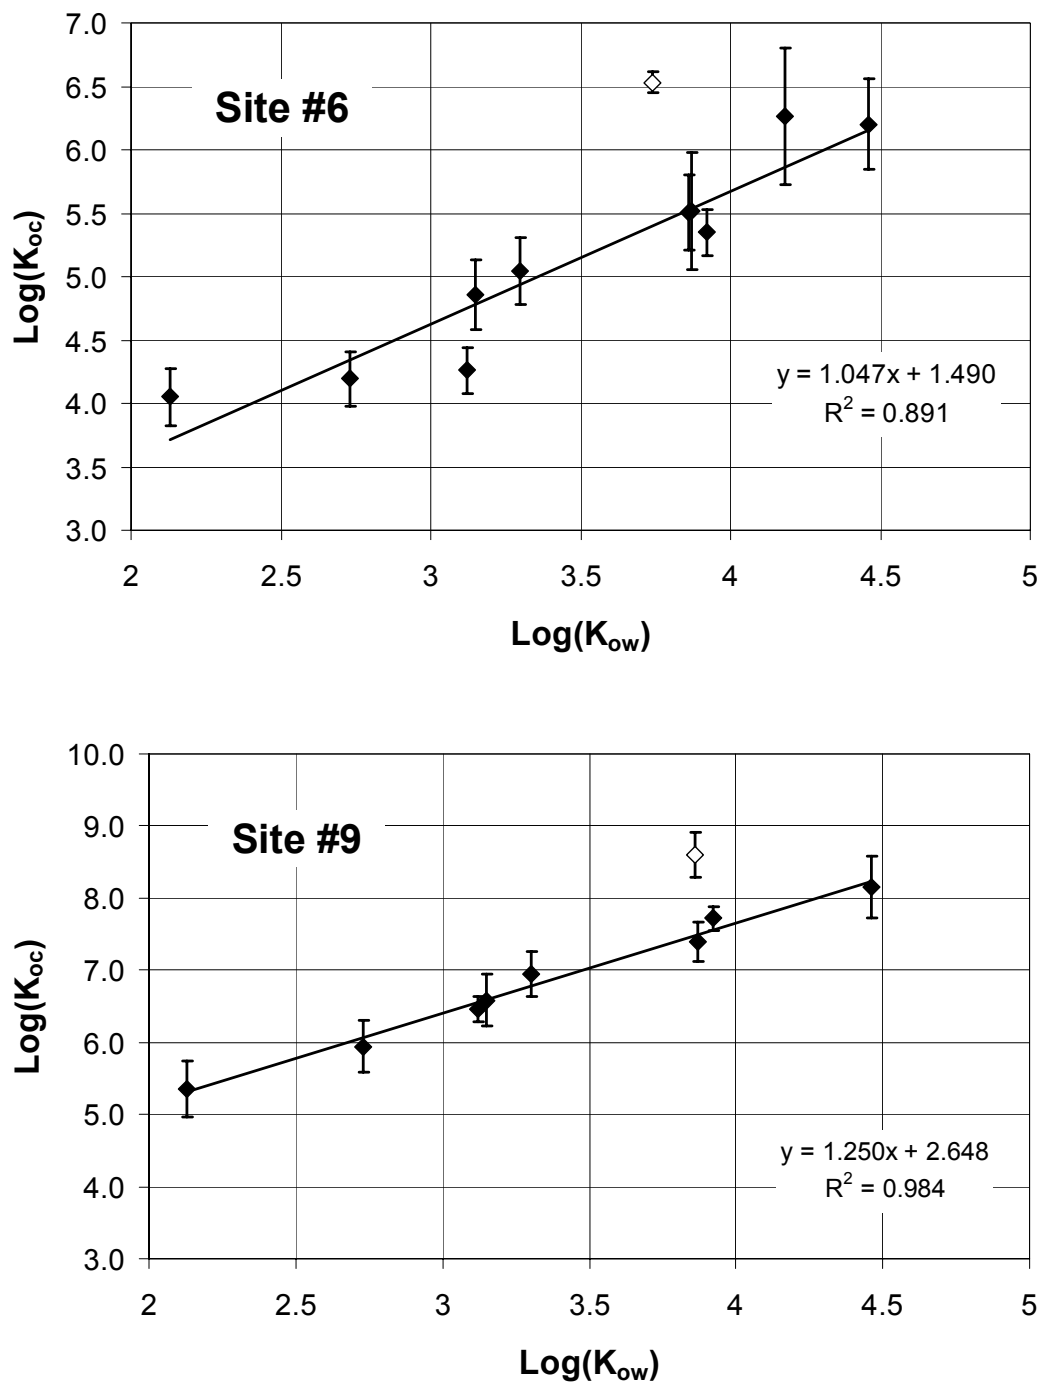 7.0
6.5
Site #6
6.0
5.5
5.0
4.5
4.0
3.5
3.0
Log(Koc)
y = 1.047x + 1.490
R² = 0.891
2 2.5 3 3.5 4 4.5 5
Log(Kow)
10.0
9.0
Site #9
8.0
7.0
6.0
5.0
4.0
3.0
Log(Koc)
y = 1.250x + 2.648
R² = 0.984
2 2.5 3 3.5 4 4.5 5
Log(Kow)